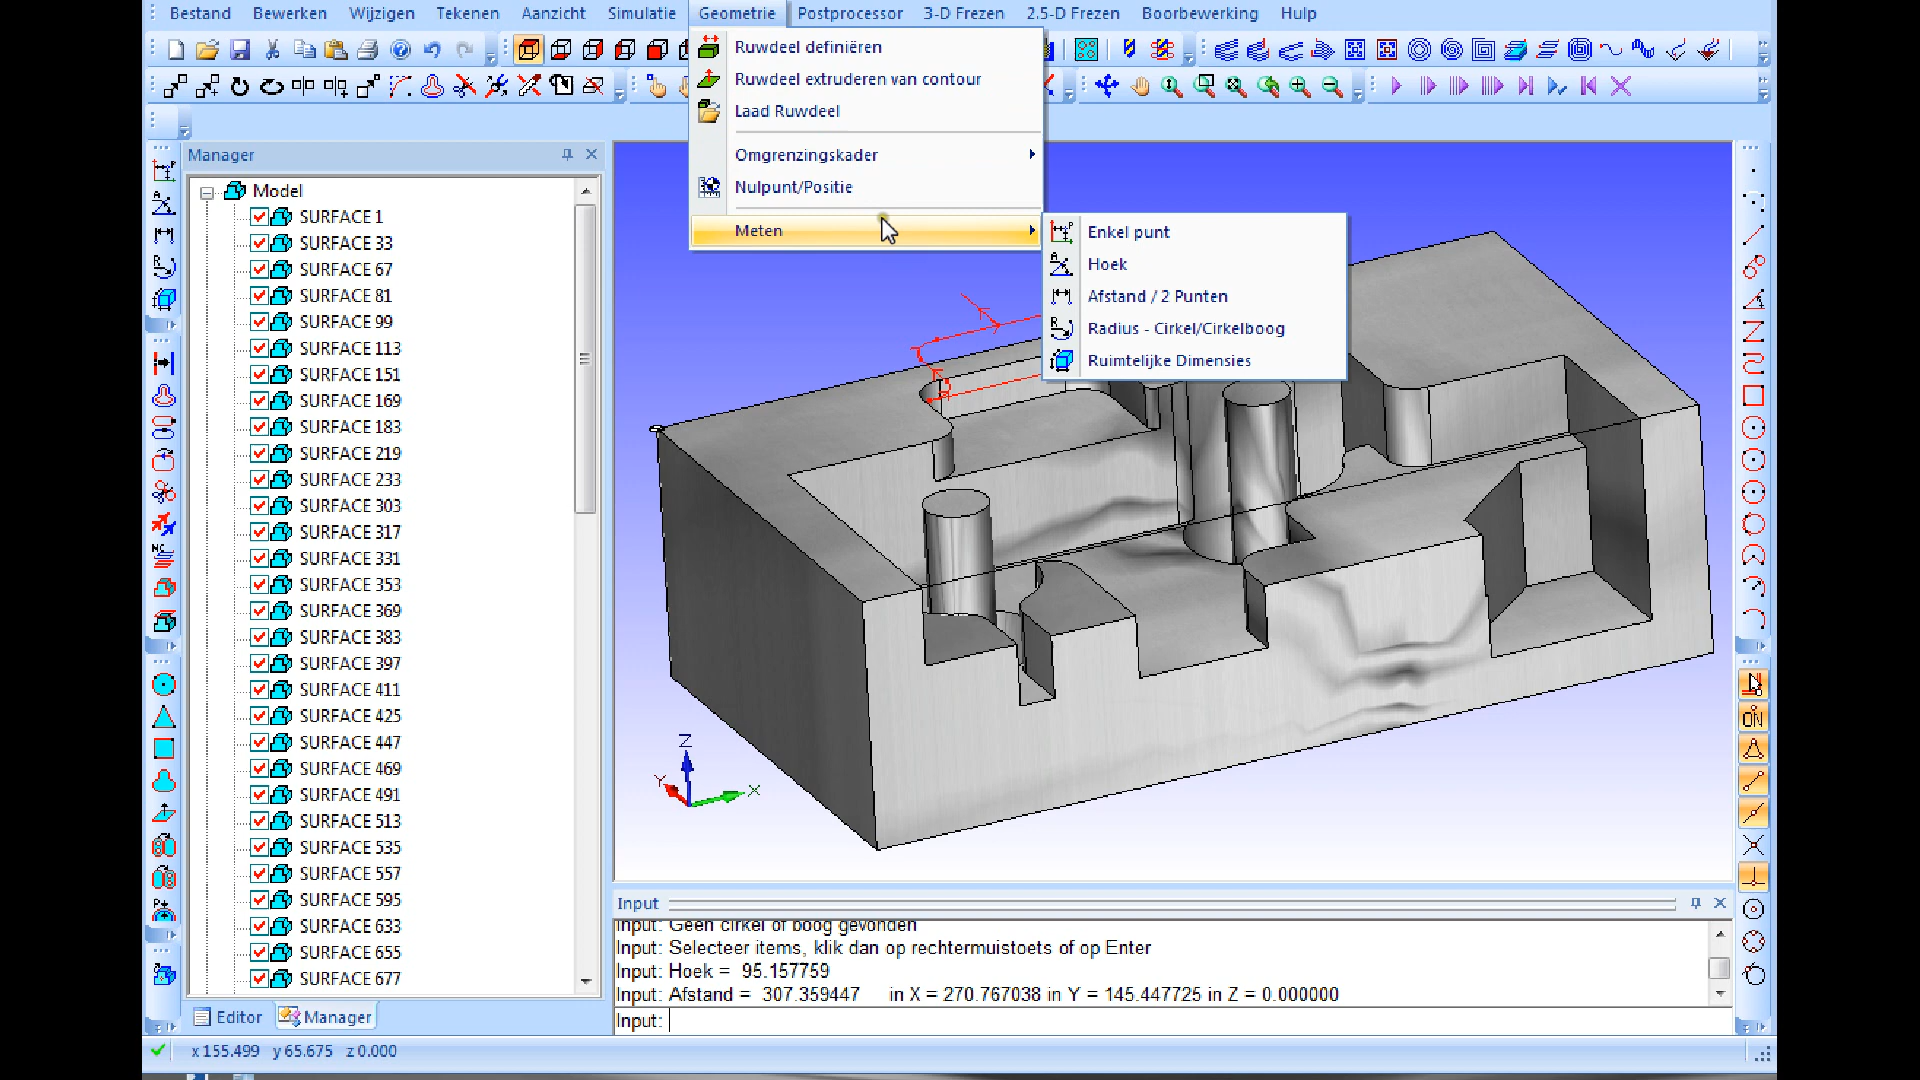 Bestand Bewerken Wijzigen Tekenen Aanzicht Simulatie Geometrie Postprocessor 3-D Frezen 2.5-D Frezen Boorbewerking Hulp
Ruwdeel definiëren
Ruwdeel extruderen van contour
Laad Ruwdeel
Omgrenzingskader
Nulpunt/Positie
Meten
Enkel punt
Hoek
Afstand / 2 Punten
Radius - Cirkel/Cirkelboog
Ruimtelijke Dimensies
Manager
Model
SURFACE 1
SURFACE 33
SURFACE 67
SURFACE 81
SURFACE 99
SURFACE 113
SURFACE 151
SURFACE 169
SURFACE 183
SURFACE 219
SURFACE 233
SURFACE 303
SURFACE 317
SURFACE 331
SURFACE 353
SURFACE 369
SURFACE 383
SURFACE 397
SURFACE 411
SURFACE 425
SURFACE 447
SURFACE 469
SURFACE 491
SURFACE 513
SURFACE 535
SURFACE 557
SURFACE 595
SURFACE 633
SURFACE 655
SURFACE 677
Editor Manager
Z
Y
X
ON
Input
Input: Geen cirkel of boog gevonden
Input: Selecteer items, klik dan op rechtermuistoets of op Enter
Input: Hoek = 95.157759
Input: Afstand = 307.359447 in X = 270.767038 in Y = 145.447725 in Z = 0.000000
Input:
x 155.499 y 65.675 z 0.000